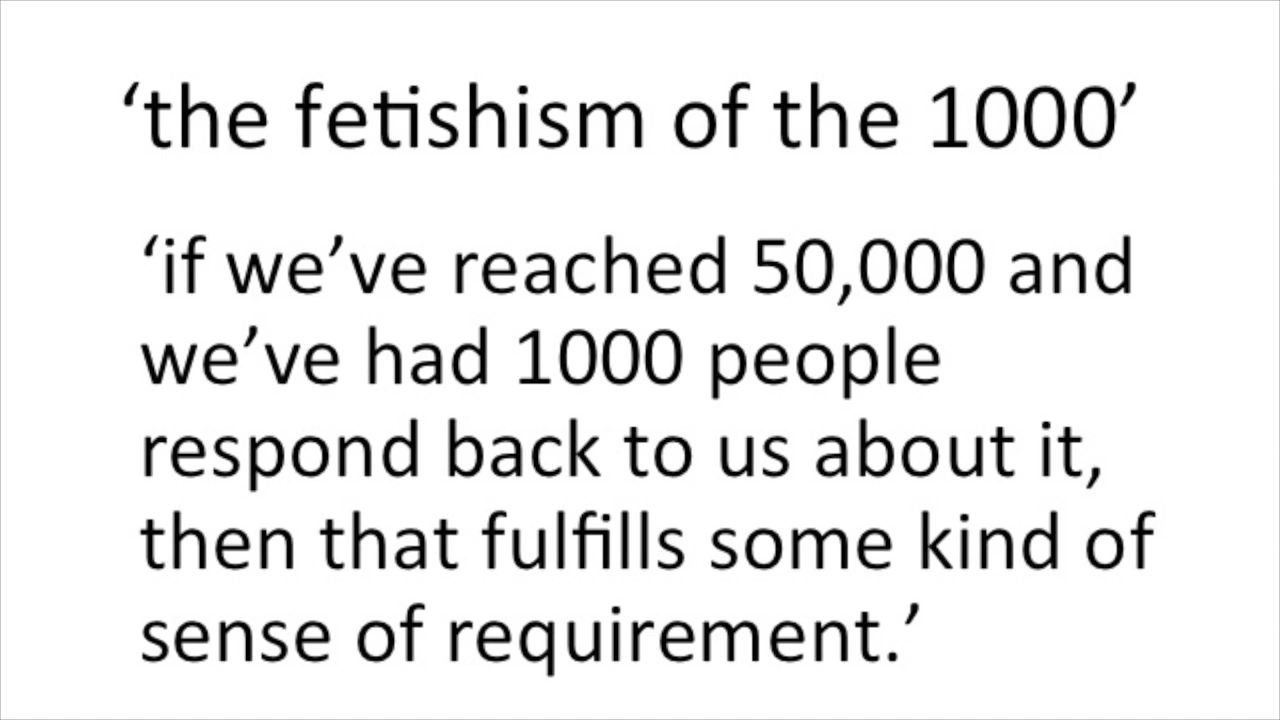 ‘the fetishism of the 1000’
‘if we’ve reached 50,000 and
we’ve had 1000 people
respond back to us about it,
then that fulfills some kind of
sense of requirement.’